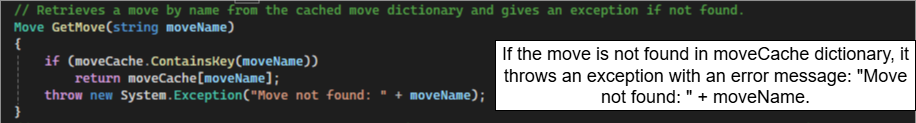 // Retrieves a move by name from the cached move dictionary and gives an exception if not found.
Move GetMove(string moveName)
{
if (moveCache.ContainsKey(moveName))
return moveCache[moveName];
throw new System.Exception("Move not found: " + moveName);
}
If the move is not found in moveCache dictionary, it
throws an exception with an error message: "Move
not found: " + moveName.